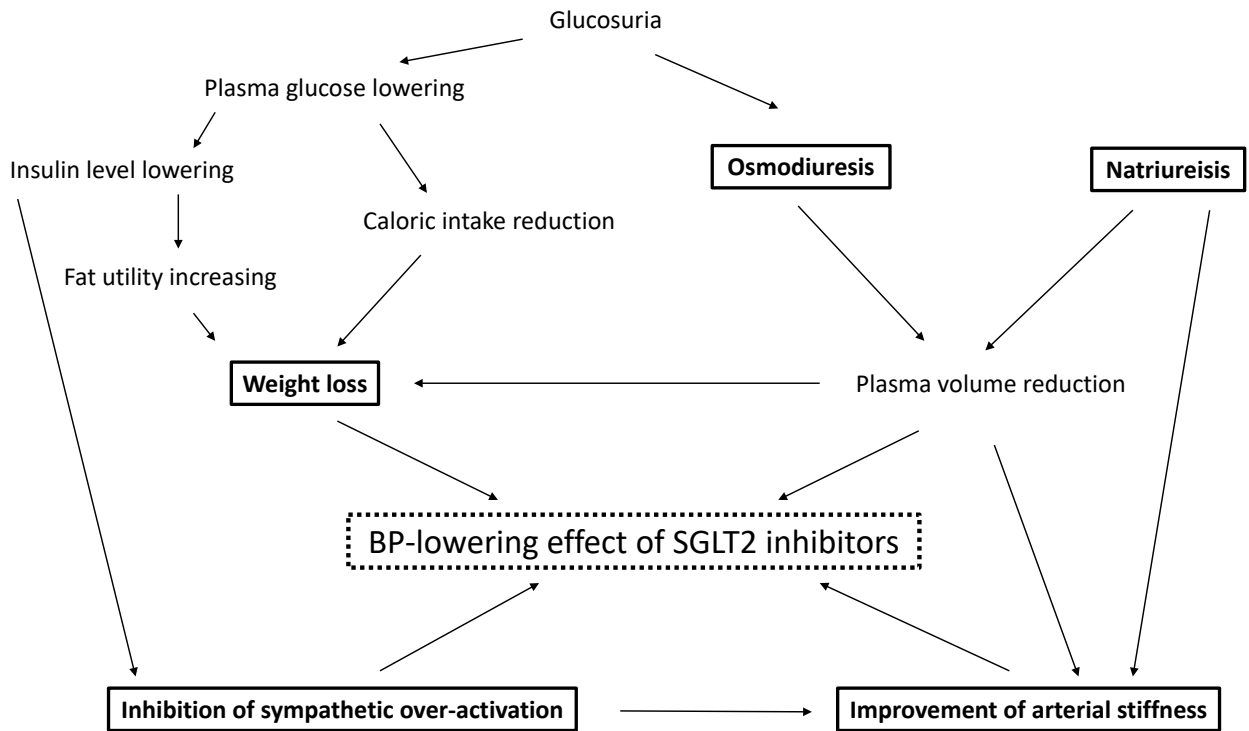 Glucosuria
Plasma glucose lowering
Insulin level lowering
Osmodiuresis
Natriureisis
Caloric intake reduction
Fat utility increasing
Weight loss
Plasma volume reduction
BP-lowering effect of SGLT2 inhibitors
Inhibition of sympathetic over-activation
Improvement of arterial stiffness